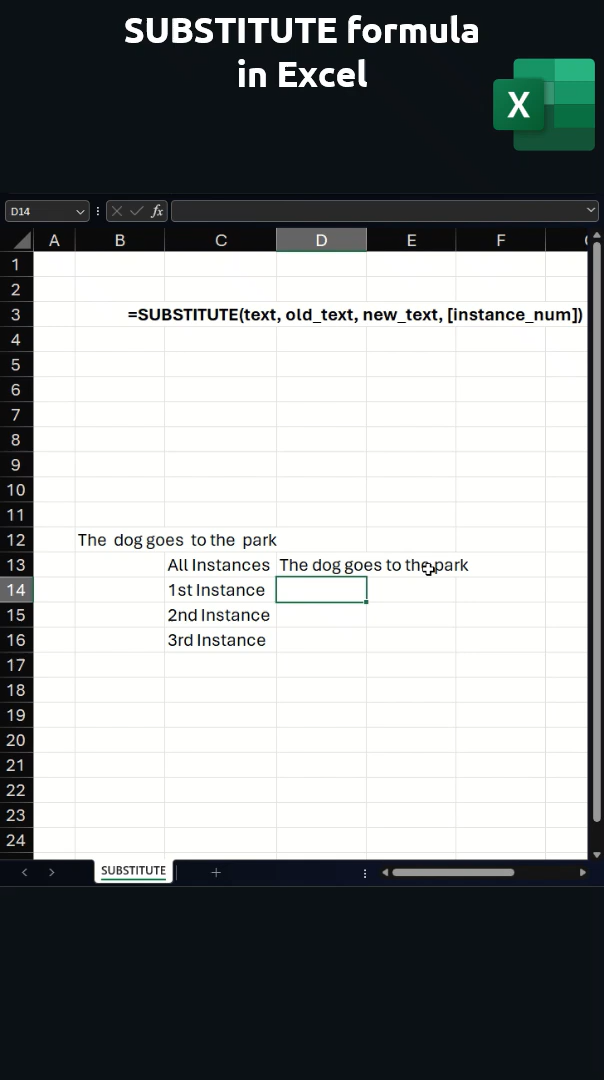 SUBSTITUTE formula
in Excel
X
D14
fx
A B C D E F
1
2
3 =SUBSTITUTE(text, old_text, new_text, [instance_num])
4
5
6
7
8
9
10
11
12 The  dog goes  to the  park
13 All Instances The dog goes to the park
14 1st Instance
15 2nd Instance
16 3rd Instance
17
18
19
20
21
22
23
24
SUBSTITUTE